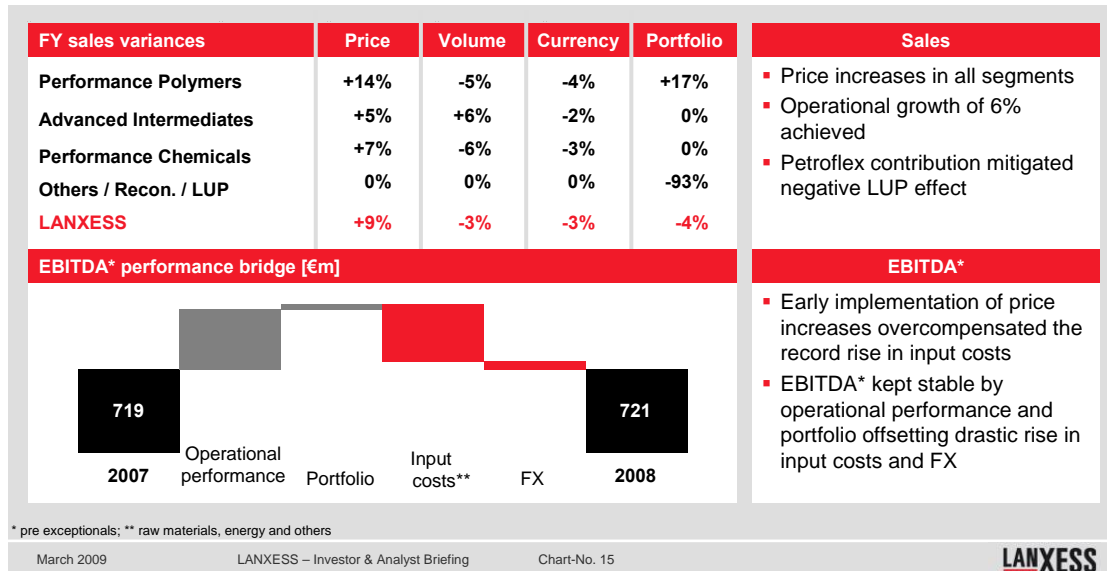 FY sales variances Price Volume Currency Portfolio
Performance Polymers +14% -5% -4% +17%
Advanced Intermediates +5% +6% -2% 0%
Performance Chemicals +7% -6% -3% 0%
Others / Recon. / LUP 0% 0% 0% -93%
LANXESS +9% -3% -3% -4%
Sales
▪ Price increases in all segments
▪ Operational growth of 6%
achieved
▪ Petroflex contribution mitigated
negative LUP effect
EBITDA* performance bridge [€m]
719
721
2007
Operational
performance
Portfolio
Input
costs**
FX
2008
EBITDA*
▪ Early implementation of price
increases overcompensated the
record rise in input costs
▪ EBITDA* kept stable by
operational performance and
portfolio offsetting drastic rise in
input costs and FX
* pre exceptionals; ** raw materials, energy and others
March 2009 LANXESS – Investor & Analyst Briefing Chart-No. 15
LANXESS